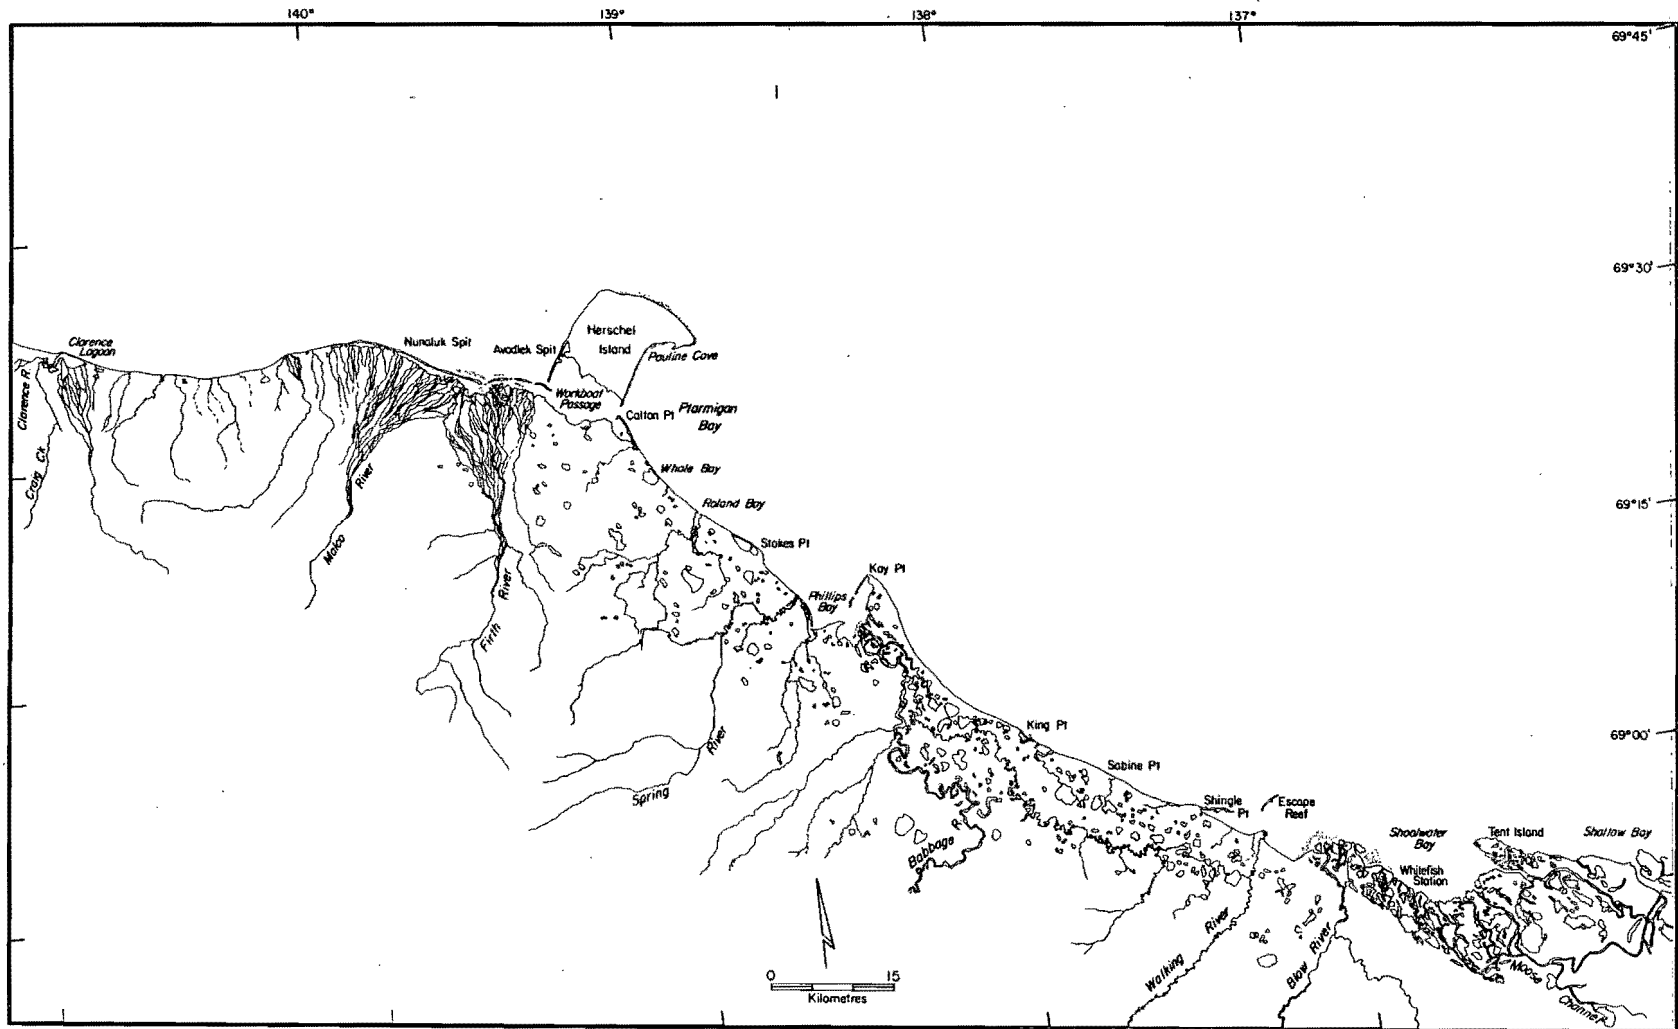 140°
139°
138°
137°
69°45'
69°30'
69°15'
69°00'
Clarence
Lagoon
Nunaluk Spit
Avadlek Spit
Herschel
Island
Pauline Cove
Workboat
Passage
Calton Pt
Ptarmigan
Bay
Whale Bay
Roland Bay
Stokes Pt
Kay Pt
Phillips
Bay
King Pt
Sabine Pt
Shingle
Pt
Escape
Reef
Shoalwater
Bay
Tent Island
Shallow Bay
Whitefish
Station
Clarence R.
Craig Ck
Malco River
Firth River
Spring River
Babbage R.
Walking River
Blow River
Moose Channel
0 15
Kilometres